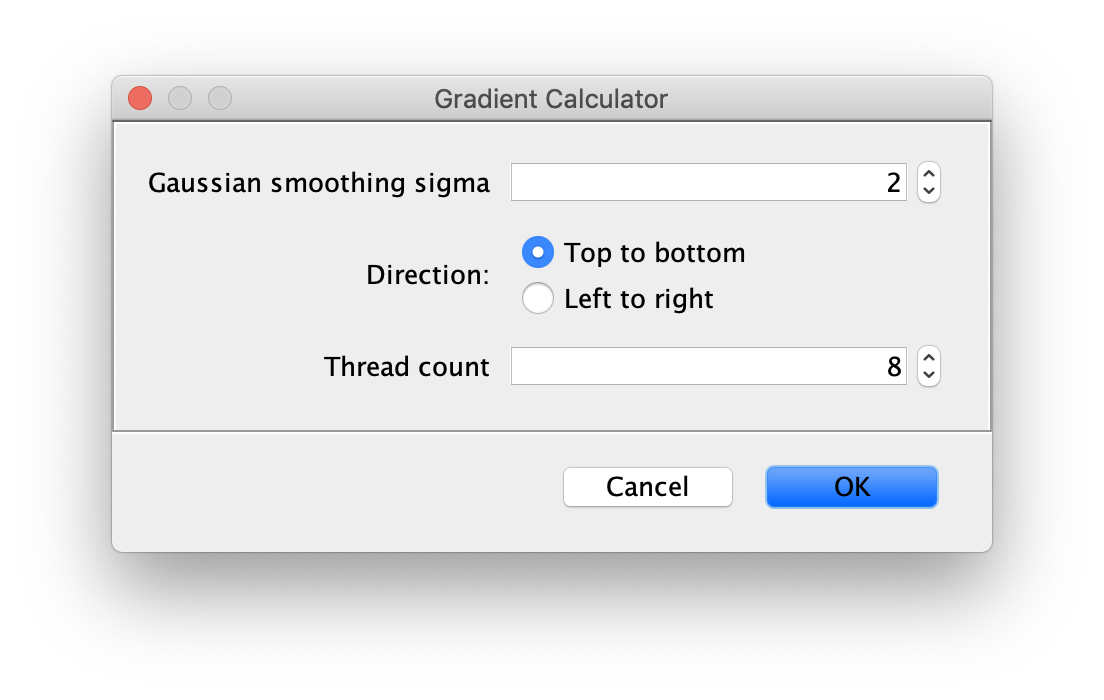 Gradient Calculator
Gaussian smoothing sigma 2
Direction:
Top to bottom
Left to right
Thread count 8
Cancel OK